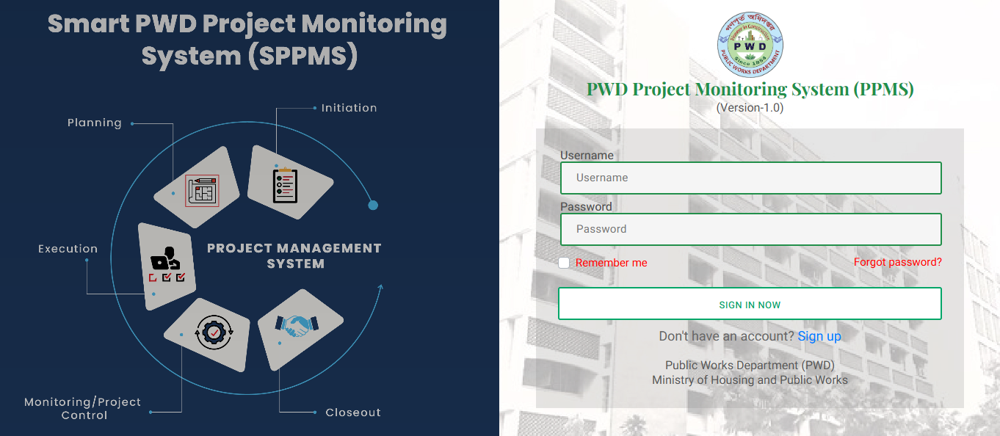 Smart PWD Project Monitoring
System (SPPMS)
Initiation
Planning
Execution
PROJECT MANAGEMENT
SYSTEM
Monitoring/Project
Control
Closeout
গণপূর্ত অধিদপ্তর
Pioneer in Construction
PWD
Since 1854
PUBLIC WORKS DEPARTMENT
PWD Project Monitoring System (PPMS)
(Version-1.0)
Username
Username
Password
Password
Remember me
Forgot password?
SIGN IN NOW
Don't have an account? Sign up
Public Works Department (PWD)
Ministry of Housing and Public Works